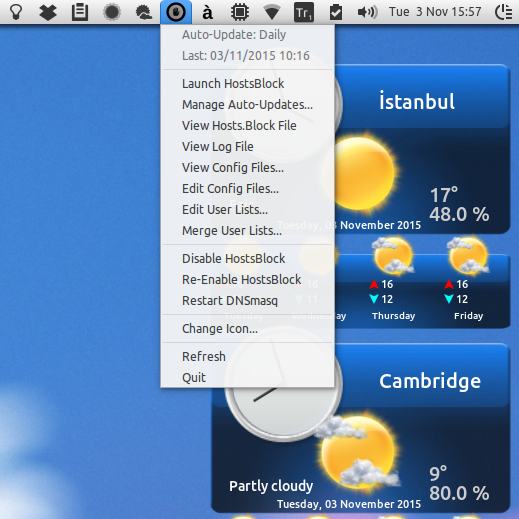 à
Tr1
Tue 3 Nov 15:57
Auto-Update: Daily
Last: 03/11/2015 10:16
Launch HostsBlock
Manage Auto-Updates...
View Hosts.Block File
View Log File
View Config Files...
Edit Config Files...
Edit User Lists...
Merge User Lists...
Disable HostsBlock
Re-Enable HostsBlock
Restart DNSmasq
Change Icon...
Refresh
Quit
İstanbul
17°
48.0 %
Tuesday, 03 November 2015
16
16
11
12
12
Wednesday
Thursday
Friday
Cambridge
Partly cloudy
9°
80.0 %
Tuesday, 03 November 2015